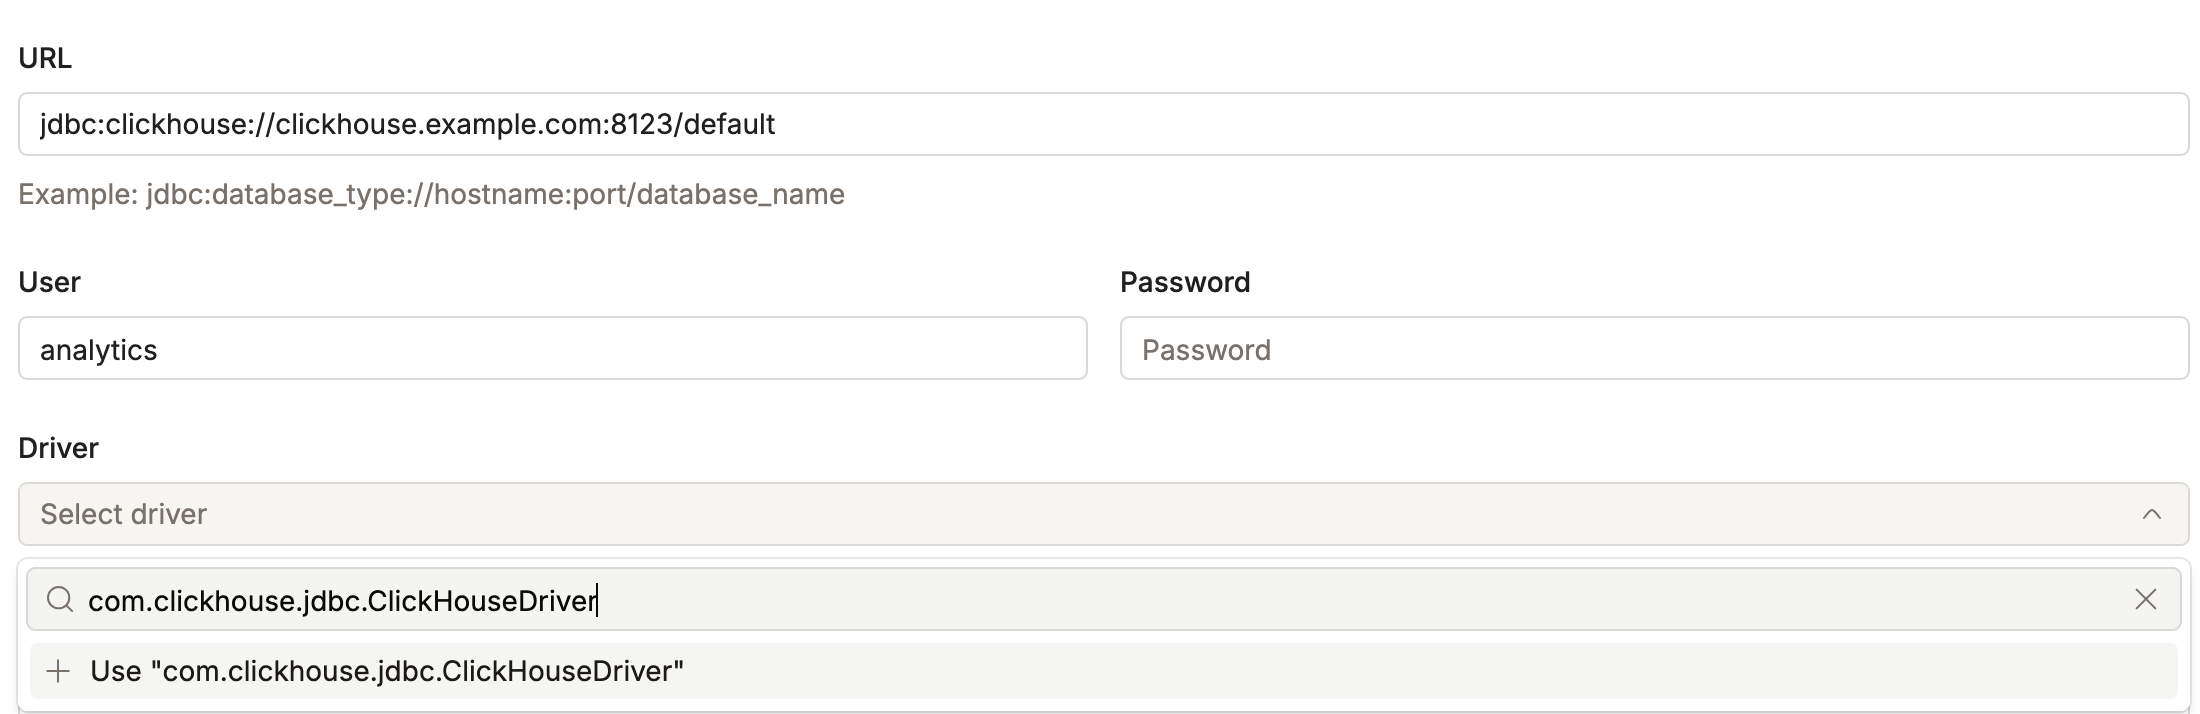 URL
jdbc:clickhouse://clickhouse.example.com:8123/default
Example: jdbc:database_type://hostname:port/database_name
User
Password
analytics
Password
Driver
Select driver
com.clickhouse.jdbc.ClickHouseDriver
Use "com.clickhouse.jdbc.ClickHouseDriver"